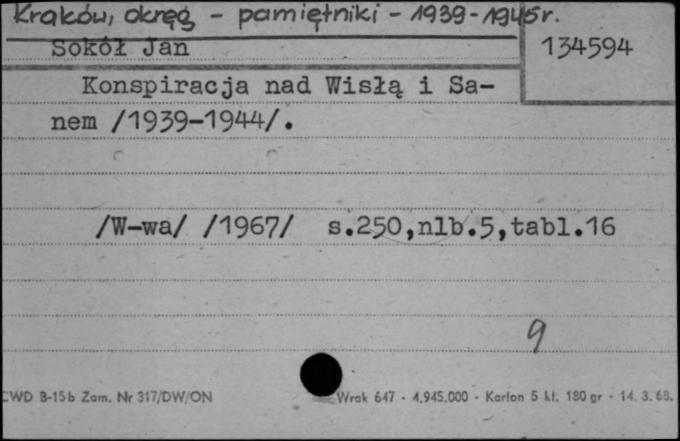 Kraków, okręg - pamiętniki - 1939-1945r.
Sokół Jan
134594
Konspiracja nad Wisłą i Sa-
nem /1939-1944/.
/W-wa/ /1967/ s.250,nlb.5,tabl.16
9
CWD B-15b Zam. Nr 317/DW/ON
Wrak 647 - 4.945.000 - Karton 5 kl. 180 gr - 14. 3. 68.